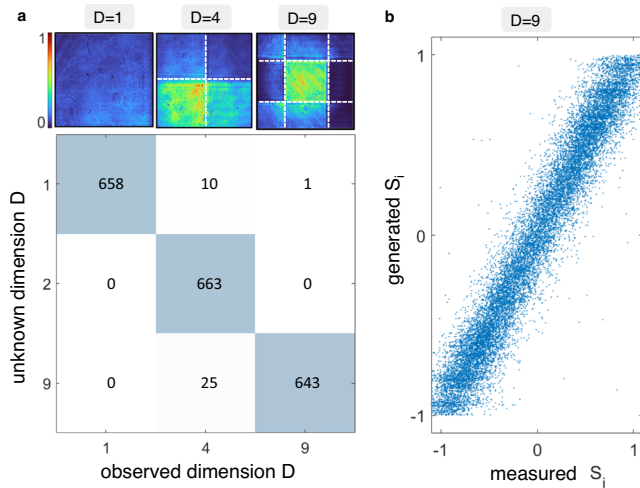 a
D=1
D=4
D=9
1
0
unknown dimension D
1
2
9
658
10
1
0
663
0
0
25
643
1
4
9
observed dimension D
b
D=9
generated S_i
1
0
-1
-1
0
1
measured S_i